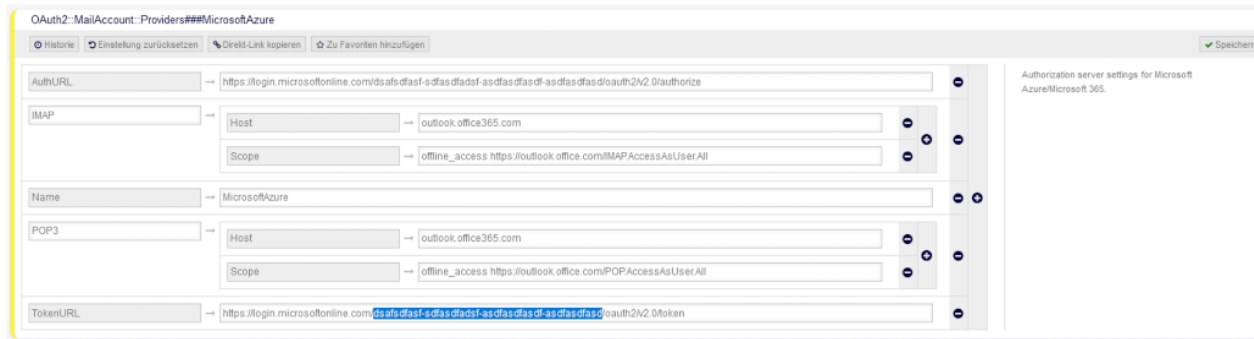 OAuth2::MailAccount::Providers###MicrosoftAzure
Historie Einstellung zurücksetzen Direkt-Link kopieren Zu Favoriten hinzufügen Speichern
AuthURL → https://login.microsoftonline.com/dsafsdfasf-sdfasdfadsf-asdfasdfasdf-asdfasdfasd/oauth2/v2.0/authorize
Authorization server settings for Microsoft
Azure/Microsoft 365.
IMAP →
Host → outlook.office365.com
Scope → offline_access https://outlook.office.com/IMAP.AccessAsUser.All
Name → MicrosoftAzure
POP3 →
Host → outlook.office365.com
Scope → offline_access https://outlook.office.com/POP.AccessAsUser.All
TokenURL → https://login.microsoftonline.com/dsafsdfasf-sdfasdfadsf-asdfasdfasdf-asdfasdfasd/oauth2/v2.0/token